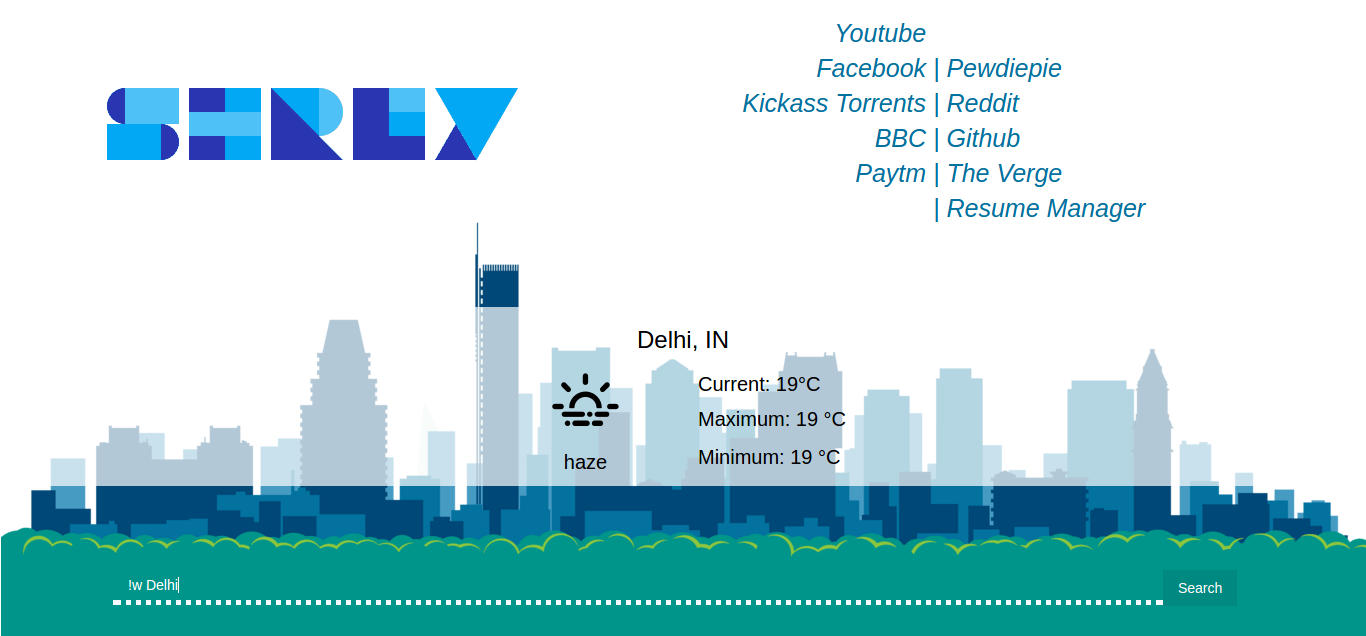 SERLY
Youtube
Facebook | Pewdiepie
Kickass Torrents | Reddit
BBC | Github
Paytm | The Verge
| Resume Manager
Delhi, IN
Current: 19°C
Maximum: 19 °C
haze
Minimum: 19 °C
!w Delhi
Search